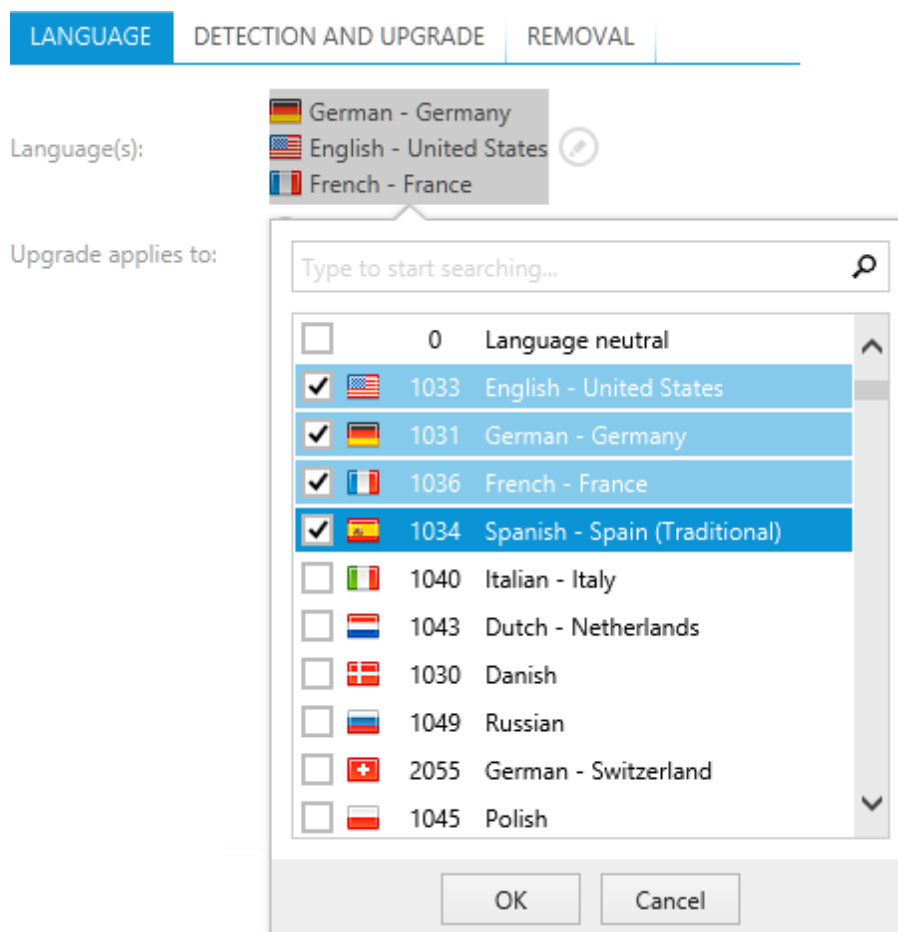 LANGUAGE DETECTION AND UPGRADE REMOVAL
German - Germany
Language(s):
English - United States
French - France
Upgrade applies to:
Type to start searching...
0 Language neutral
1033 English - United States
1031 German - Germany
1036 French - France
1034 Spanish - Spain (Traditional)
1040 Italian - Italy
1043 Dutch - Netherlands
1030 Danish
1049 Russian
2055 German - Switzerland
1045 Polish
OK Cancel